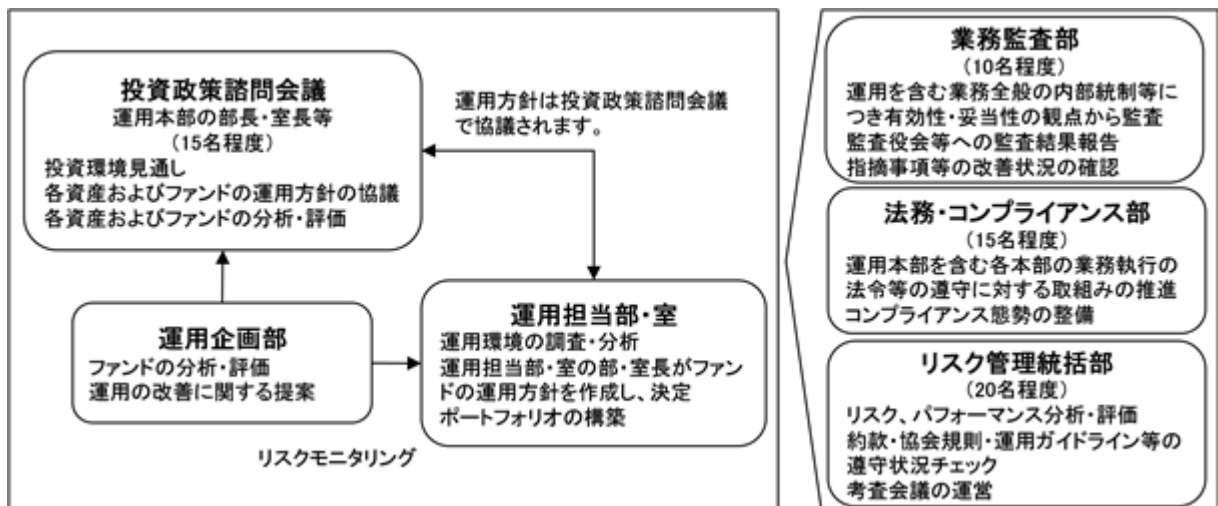 投資政策諮問会議
運用本部の部長・室長等
(15名程度)
投資環境見通し
各資産およびファンドの運用方針の協議
各資産およびファンドの分析・評価
運用方針は投資政策諮問会議
で協議されます。
運用企画部
ファンドの分析・評価
運用の改善に関する提案
運用担当部・室
運用環境の調査・分析
運用担当部・室の部・室長がファン
ドの運用方針を作成し、決定
ポートフォリオの構築
リスクモニタリング
業務監査部
(10名程度)
運用を含む業務全般の内部統制等に
つき有効性・妥当性の観点から監査
監査役会等への監査結果報告
指摘事項等の改善状況の確認
法務・コンプライアンス部
(15名程度)
運用本部を含む各本部の業務執行の
法令等の遵守に対する取組みの推進
コンプライアンス態勢の整備
リスク管理統括部
(20名程度)
リスク、パフォーマンス分析・評価
約款・協会規則・運用ガイドライン等の
遵守状況チェック
考査会議の運営